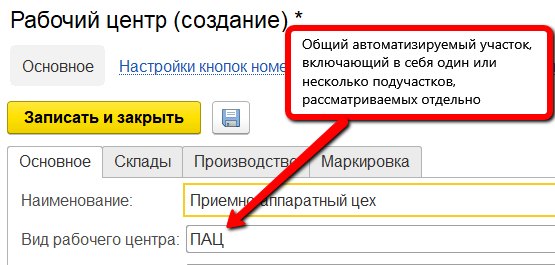 Рабочий центр (создание) *
Общий автоматизируемый участок,
включающий в себя один или
несколько подучастков,
рассматриваемых отдельно
Основное Настройки кнопок номе
Записать и закрыть
Основное Склады Производство Маркировка
Наименование: Приемно-аппаратный цех
Вид рабочего центра: ПАЦ